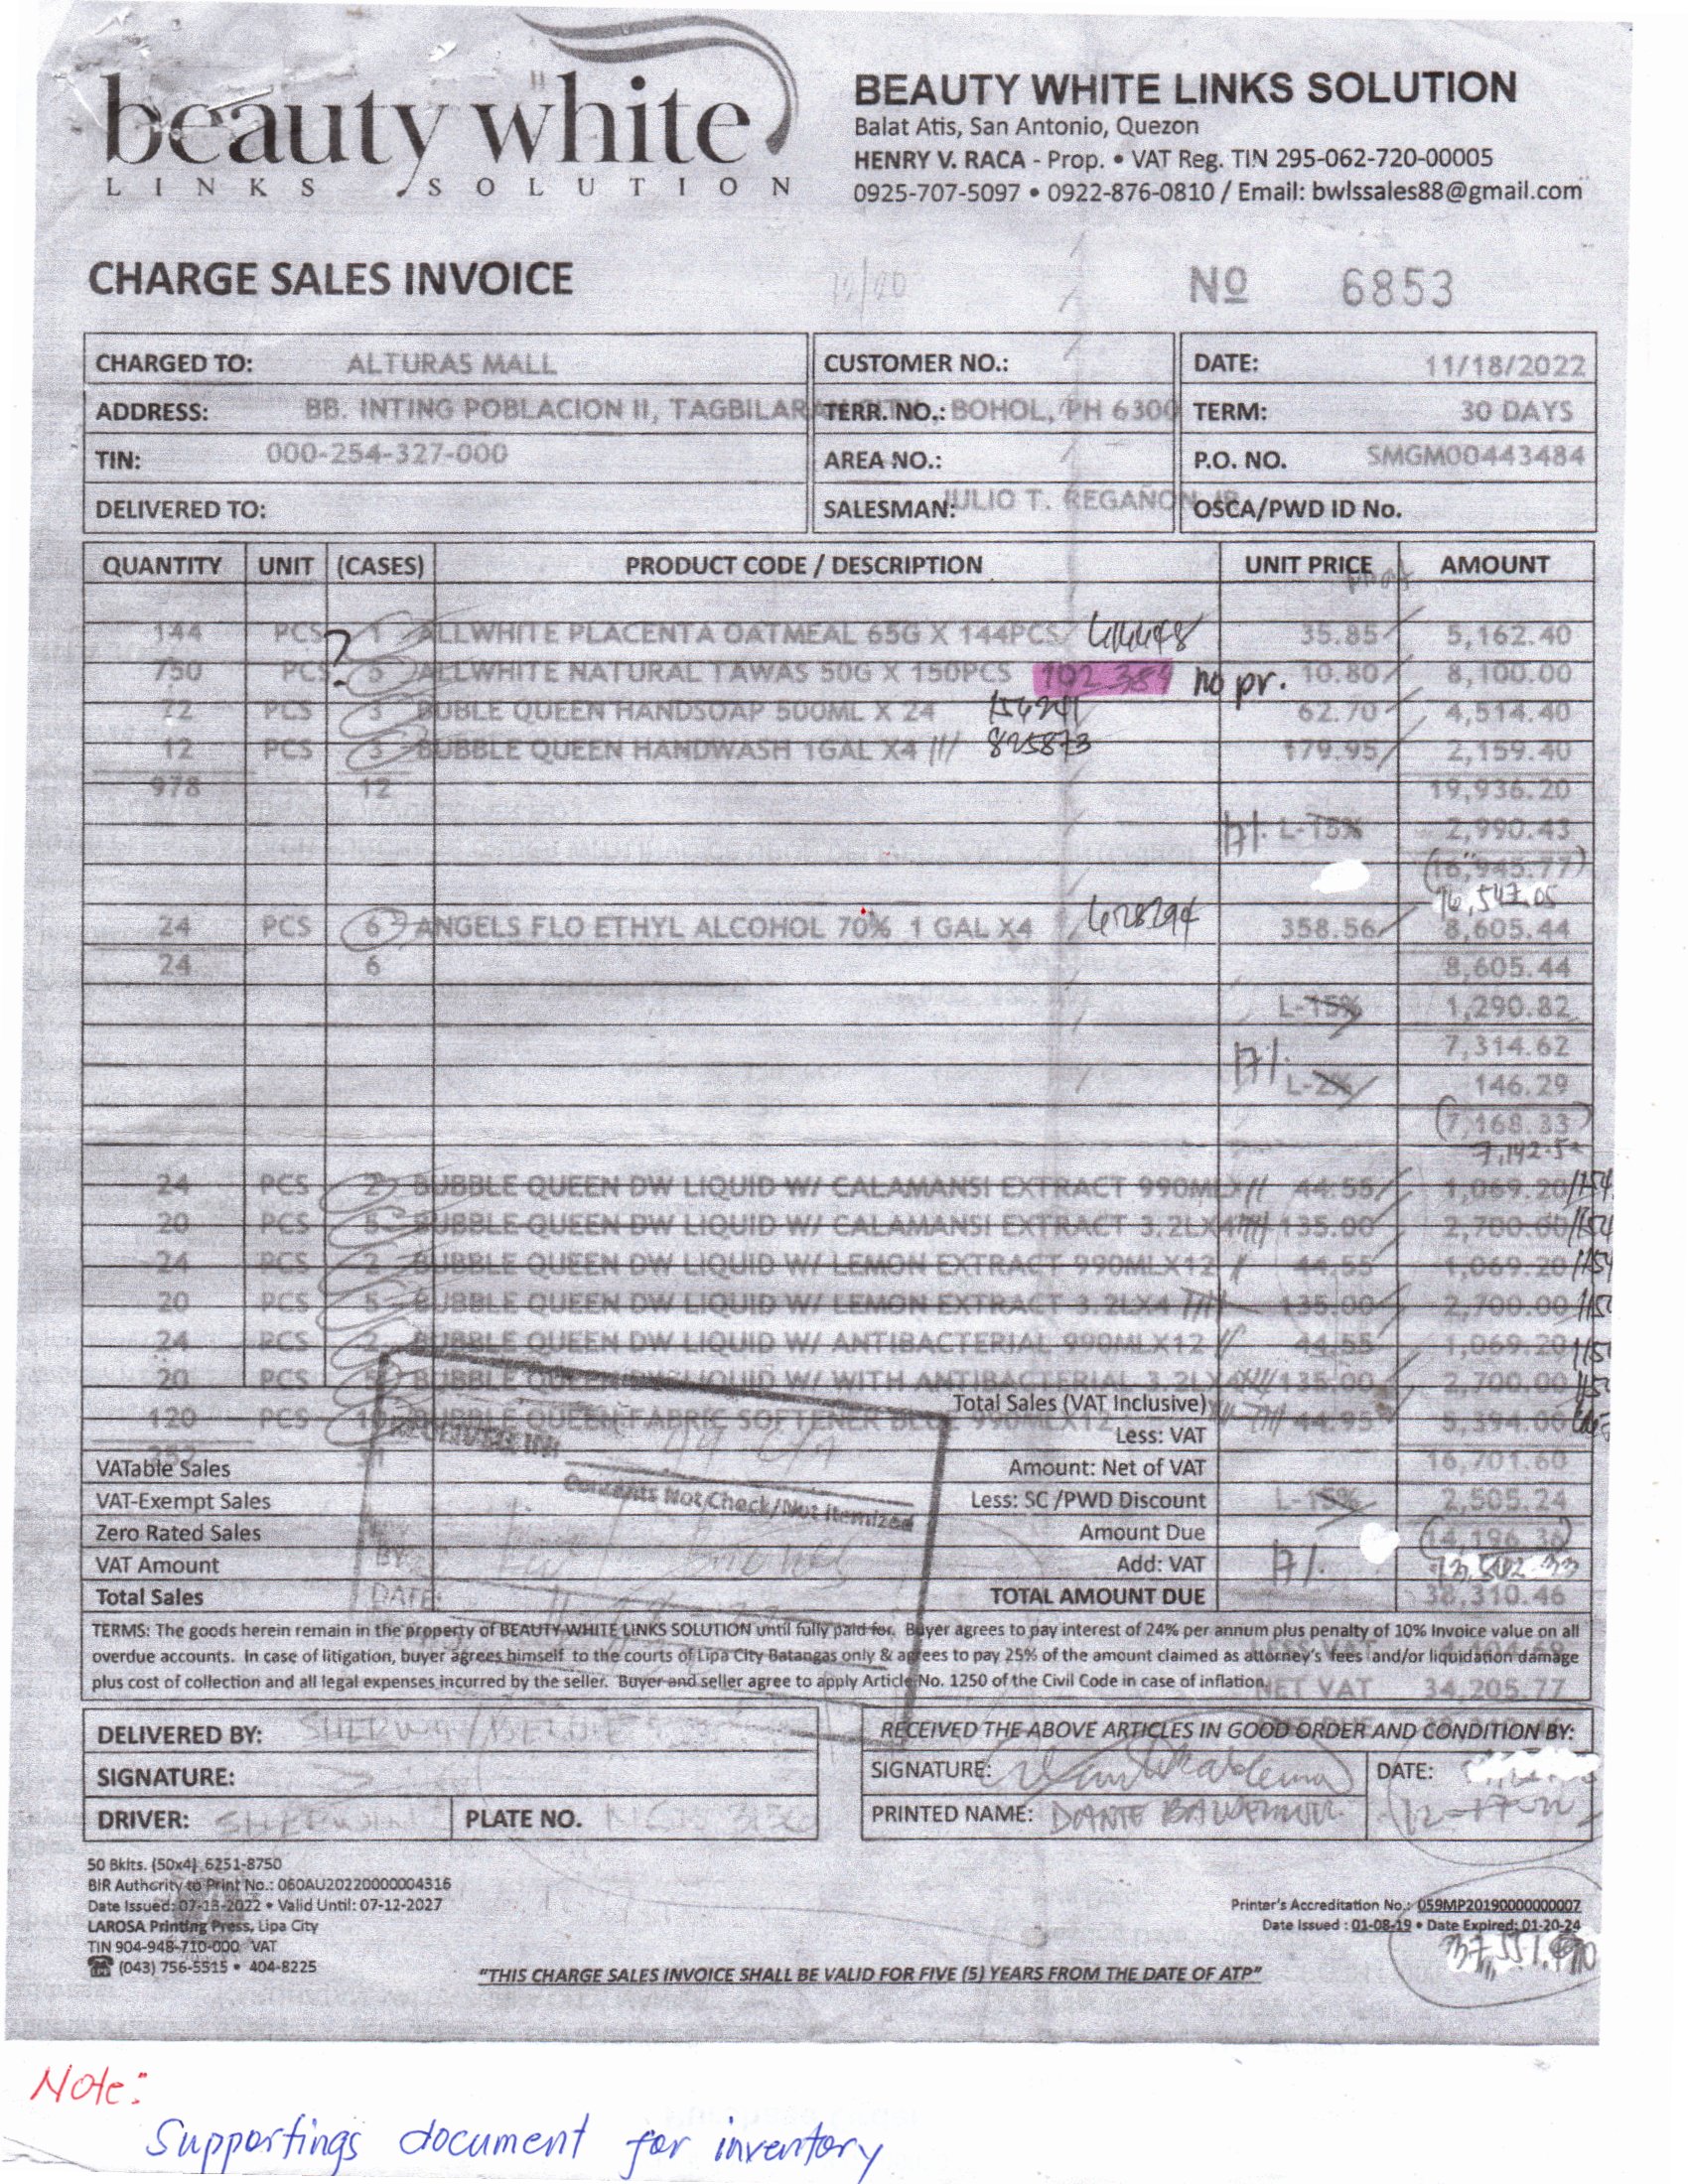 beauty white
LINKS SOLUTION
BEAUTY WHITE LINKS SOLUTION
Balat Atis, San Antonio, Quezon
HENRY V. RACA - Prop. • VAT Reg. TIN 295-062-720-00005
0925-707-5097 • 0922-876-0810 / Email: bwlssales88@gmail.com
CHARGE SALES INVOICE
Nº 6853
CHARGED TO: ALTURAS MALL CUSTOMER NO.: DATE: 11/18/2022
ADDRESS: BB. INTING POBLACION II, TAGBILARAN CITY, TERR. NO.: BOHOL, PH 6300 TERM: 30 DAYS
TIN: 000-254-327-000 AREA NO.: P.O. NO. SMGM00443484
DELIVERED TO: SALESMAN: JULIO T. REGAÑON JR OSCA/PWD ID No.
QUANTITY UNIT (CASES) PRODUCT CODE / DESCRIPTION UNIT PRICE AMOUNT
144 PCS 1 ALLWHITE PLACENTA OATMEAL 65G X 144PCS 35.85 5,162.40
750 PCS ? 5 ALLWHITE NATURAL TAWAS 50G X 150PCS 102384 no pr. 10.80 8,100.00
72 PCS 3 BUBLE QUEEN HANDSOAP 500ML X 24 154241 62.70 4,514.40
12 PCS 3 BUBBLE QUEEN HANDWASH 1GAL X4 825873 179.95 2,159.40
978 12 19,936.20
17% L-15% 2,990.43
(16,945.77)
16,547.05
24 PCS 6 ANGELS FLO ETHYL ALCOHOL 70% 1 GAL X4 628294 358.56 8,605.44
24 6 8,605.44
L-15% 1,290.82
7,314.62
17% L-2% 146.29
(7,168.33)
7,142.5
24 PCS 2 BUBBLE QUEEN DW LIQUID W/ CALAMANSI EXTRACT 990MLX 44.55 1,069.20
20 PCS 5 BUBBLE QUEEN DW LIQUID W/ CALAMANSI EXTRACT 3.2LX4 135.00 2,700.00
24 PCS 2 BUBBLE QUEEN DW LIQUID W/ LEMON EXTRACT 990MLX12 44.55 1,069.20
20 PCS 5 BUBBLE QUEEN DW LIQUID W/ LEMON EXTRACT 3.2LX4 135.00 2,700.00
24 PCS 2 BUBBLE QUEEN DW LIQUID W/ ANTIBACTERIAL 990MLX12 44.55 1,069.20
20 PCS 5 BUBBLE QUEEN DW LIQUID W/ WITH ANTIBACTERIAL 3.2LX4 135.00 2,700.00
Total Sales (VAT Inclusive)
120 PCS 10 BUBBLE QUEEN FABRIC SOFTENER BLUE 990MLX12 44.95 5,394.00
Less: VAT
252 31
VATable Sales Amount: Net of VAT 16,701.60
Contents Not Check/Not Itemized
VAT-Exempt Sales Less: SC /PWD Discount L-15% 2,505.24
Zero Rated Sales Amount Due (14,196.36)
VAT Amount BY: Add: VAT 17%
Total Sales DATE: TOTAL AMOUNT DUE 38,310.46
TERMS: The goods herein remain in the property of BEAUTY WHITE LINKS SOLUTION until fully paid for. Buyer agrees to pay interest of 24% per annum plus penalty of 10% Invoice value on all
overdue accounts. In case of litigation, buyer agrees himself to the courts of Lipa City Batangas only & agrees to pay 25% of the amount claimed as attorney's fees and/or liquidation damage
plus cost of collection and all legal expenses incurred by the seller. Buyer and seller agree to apply Article No. 1250 of the Civil Code in case of inflation.
LESS VAT 4,104.69
NET VAT 34,205.77
DELIVERED BY: RECEIVED THE ABOVE ARTICLES IN GOOD ORDER AND CONDITION BY:
SIGNATURE: SIGNATURE: DATE:
DRIVER: SHERWIN PLATE NO. PRINTED NAME: DANTE 12-17-22
50 Bklts. (50x4) 6251-8750
BIR Authority to Print No.: 060AU20220000004316
Date Issued: 07-13-2022 • Valid Until: 07-12-2027
LAROSA Printing Press, Lipa City
TIN 904-948-710-000 VAT
(043) 756-5515 • 404-8225
Printer's Accreditation No.: 059MP20190000000007
Date Issued : 01-08-19 • Date Expired: 01-20-24
"THIS CHARGE SALES INVOICE SHALL BE VALID FOR FIVE (5) YEARS FROM THE DATE OF ATP"
Note:
Supportings document for inventory